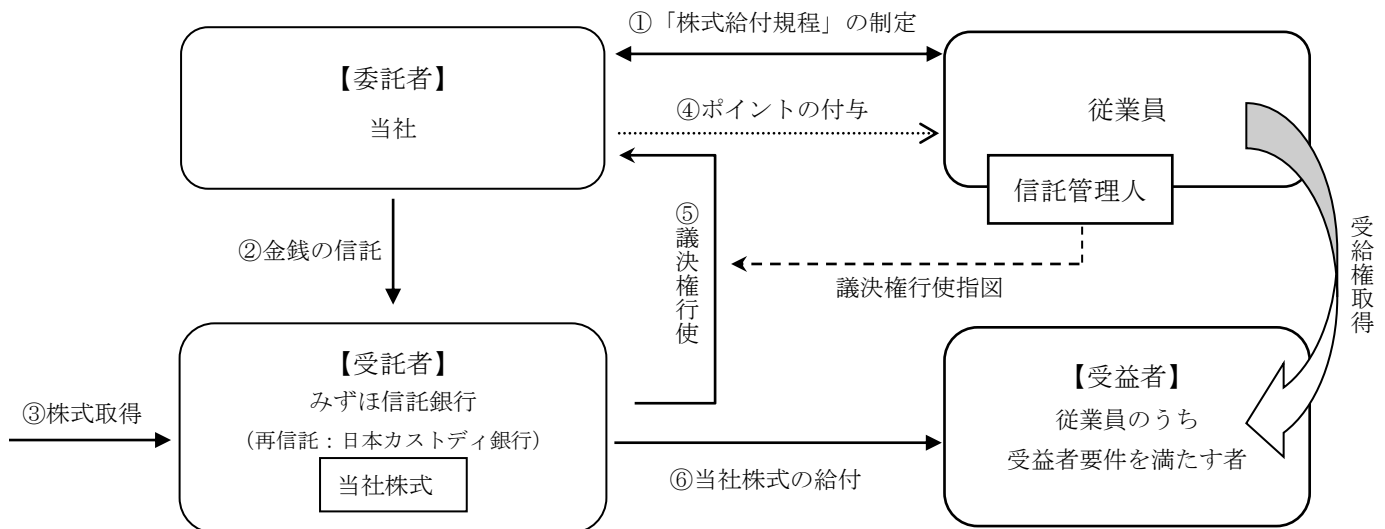 ①「株式給付規程」の制定
【委託者】
当社
④ポイントの付与
従業員
信託管理人
②金銭の信託
⑤議決権行使
議決権行使指図
受給権取得
③株式取得
【受託者】
みずほ信託銀行
（再信託：日本カストディ銀行）
当社株式
⑥当社株式の給付
【受益者】
従業員のうち
受益者要件を満たす者